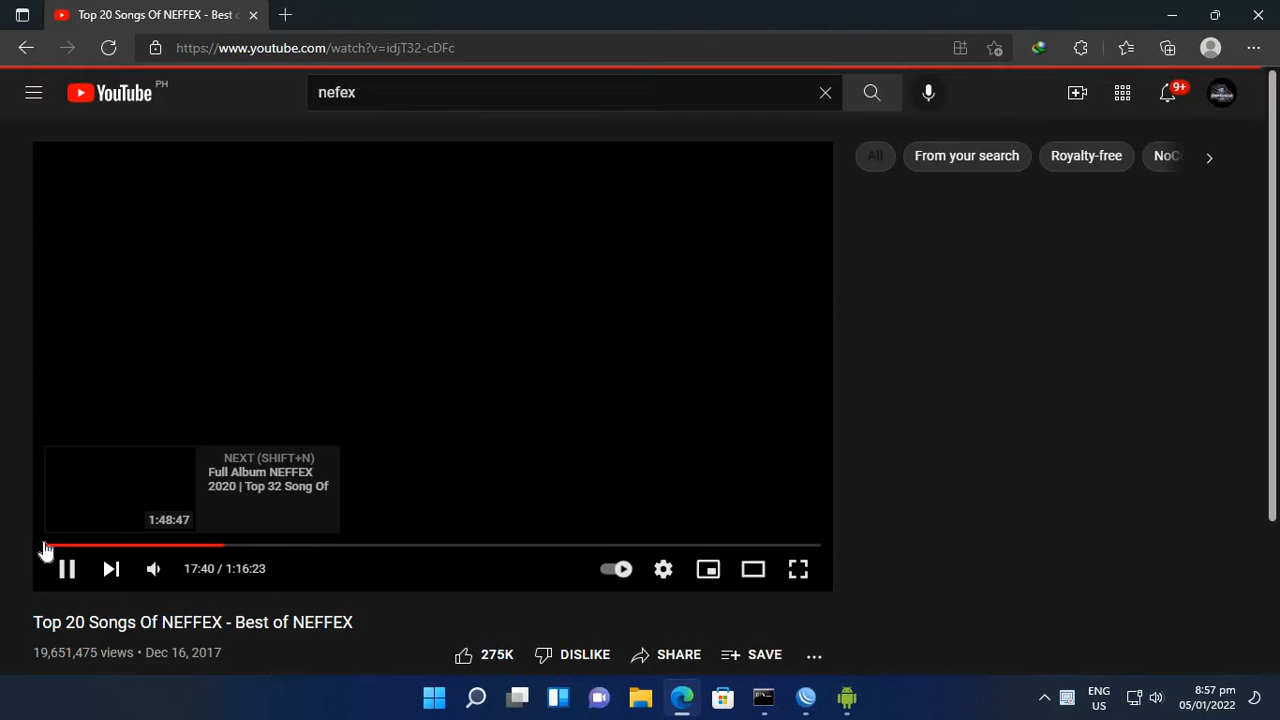 Top 20 Songs Of NEFFEX - Best o
https://www.youtube.com/watch?v=idjT32-cDFc
YouTube PH
nefex
9+
All
From your search
Royalty-free
NoC
NEXT (SHIFT+N)
Full Album NEFFEX
2020 | Top 32 Song Of
1:48:47
17:40 / 1:16:23
Top 20 Songs Of NEFFEX - Best of NEFFEX
19,651,475 views • Dec 16, 2017
275K
DISLIKE
SHARE
SAVE
ENG
US
8:57 pm
05/01/2022